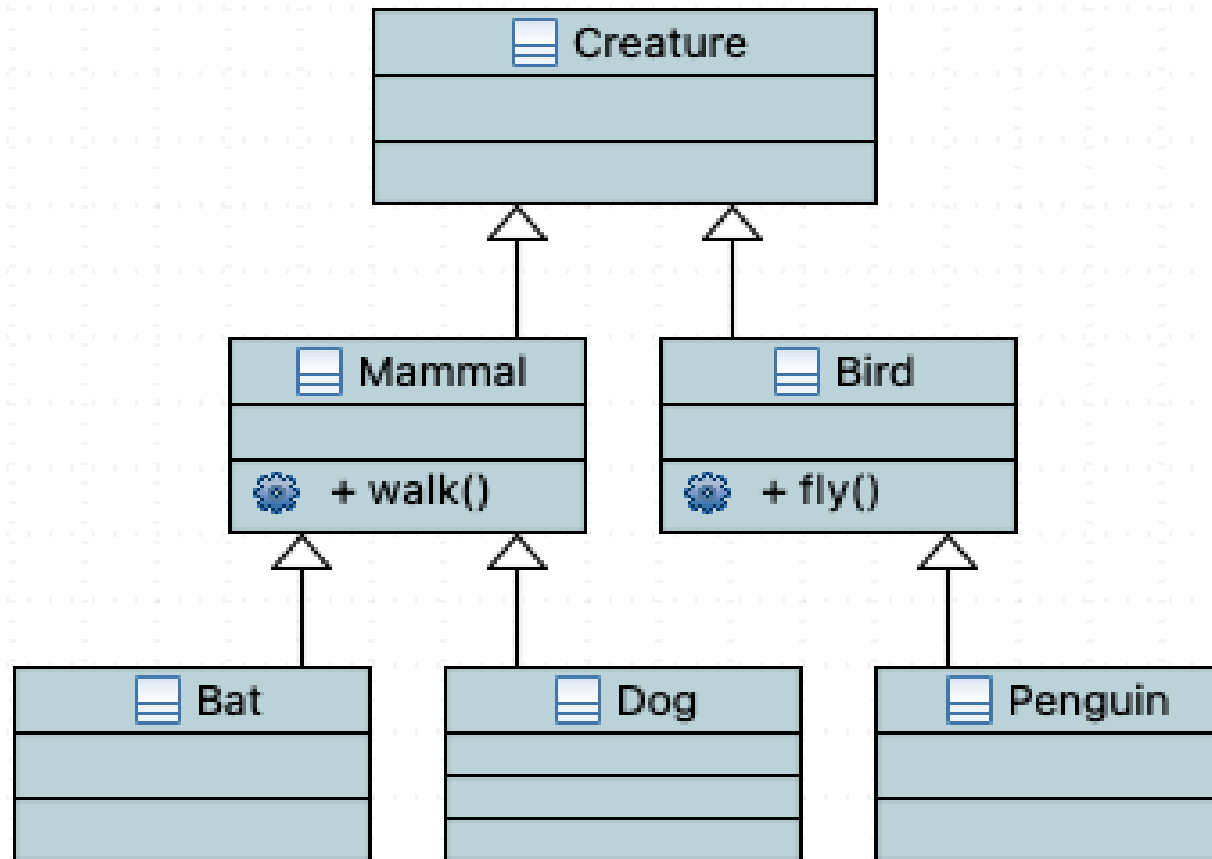 Creature
Mammal
Bird
+ walk()
+ fly()
Bat
Dog
Penguin